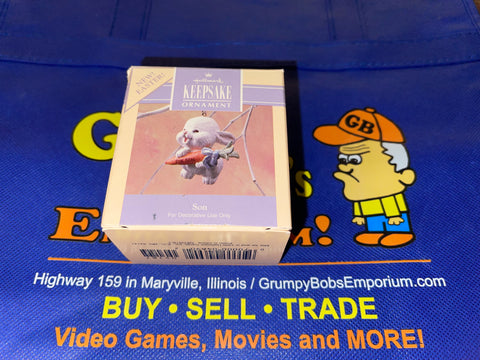 NEW!
EASTER!
Hallmark
KEEPSAKE
ORNAMENT
Son
For Decorative Use Only
G
's
GB
Highway 159 in Maryville, Illinois / GrumpyBobsEmporium.com
BUY • SELL • TRADE
Video Games, Movies and MORE!